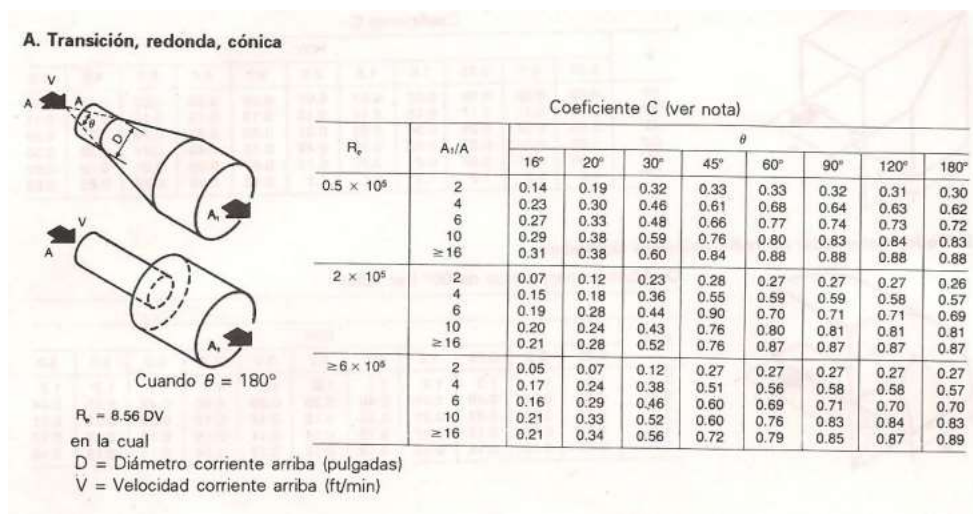 A. Transición, redonda, cónica
V
A A
θ
D
A₁
V
A
A₁
Cuando θ = 180°
Rₑ = 8.56 DV
en la cual
D = Diámetro corriente arriba (pulgadas)
V = Velocidad corriente arriba (ft/min)
Coeficiente C (ver nota)
Rₑ A₁/A θ
16° 20° 30° 45° 60° 90° 120° 180°
0.5 × 10⁵ 2 0.14 0.19 0.32 0.33 0.33 0.32 0.31 0.30
4 0.23 0.30 0.46 0.61 0.68 0.64 0.63 0.62
6 0.27 0.33 0.48 0.66 0.77 0.74 0.73 0.72
10 0.29 0.38 0.59 0.76 0.80 0.83 0.84 0.83
≥16 0.31 0.38 0.60 0.84 0.88 0.88 0.88 0.88
2 × 10⁵ 2 0.07 0.12 0.23 0.28 0.27 0.27 0.27 0.26
4 0.15 0.18 0.36 0.55 0.59 0.59 0.58 0.57
6 0.19 0.28 0.44 0.90 0.70 0.71 0.71 0.69
10 0.20 0.24 0.43 0.76 0.80 0.81 0.81 0.81
≥16 0.21 0.28 0.52 0.76 0.87 0.87 0.87 0.87
≥6 × 10⁵ 2 0.05 0.07 0.12 0.27 0.27 0.27 0.27 0.27
4 0.17 0.24 0.38 0.51 0.56 0.58 0.58 0.57
6 0.16 0.29 0.46 0.60 0.69 0.71 0.70 0.70
10 0.21 0.33 0.52 0.60 0.76 0.83 0.84 0.83
≥16 0.21 0.34 0.56 0.72 0.79 0.85 0.87 0.89